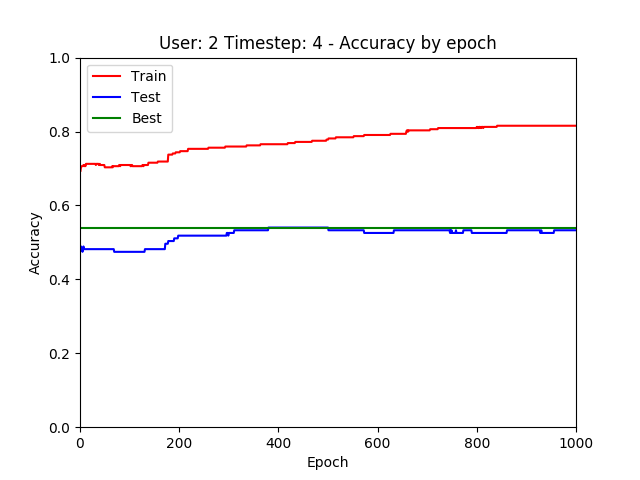 User: 2 Timestep: 4 - Accuracy by epoch
1.0
Train
Test
Best
0.8
0.6
Accuracy
0.4
0.2
0.0
0 200 400 600 800 1000
Epoch